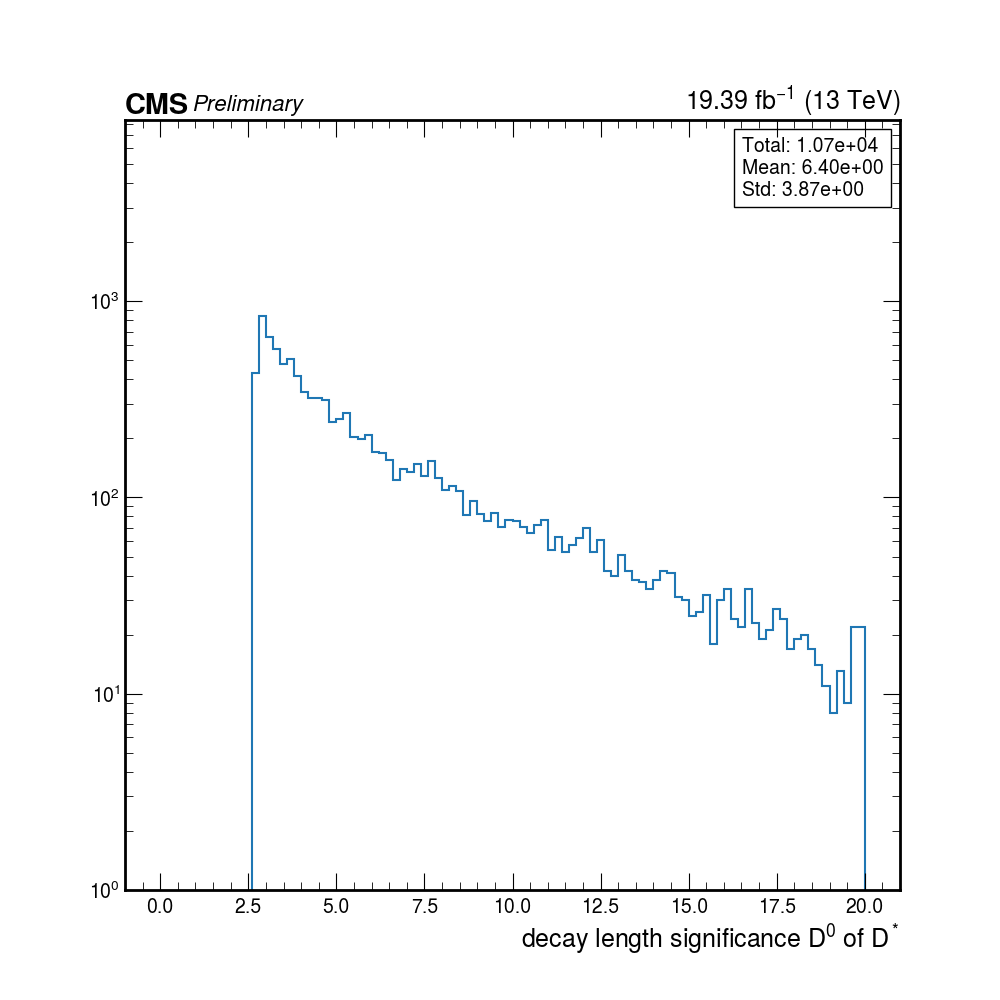 CMS Preliminary
19.39 fb⁻¹ (13 TeV)
Total: 1.07e+04
Mean: 6.40e+00
Std: 3.87e+00
10³
10²
10¹
10⁰
0.0 2.5 5.0 7.5 10.0 12.5 15.0 17.5 20.0
decay length significance D⁰ of D*